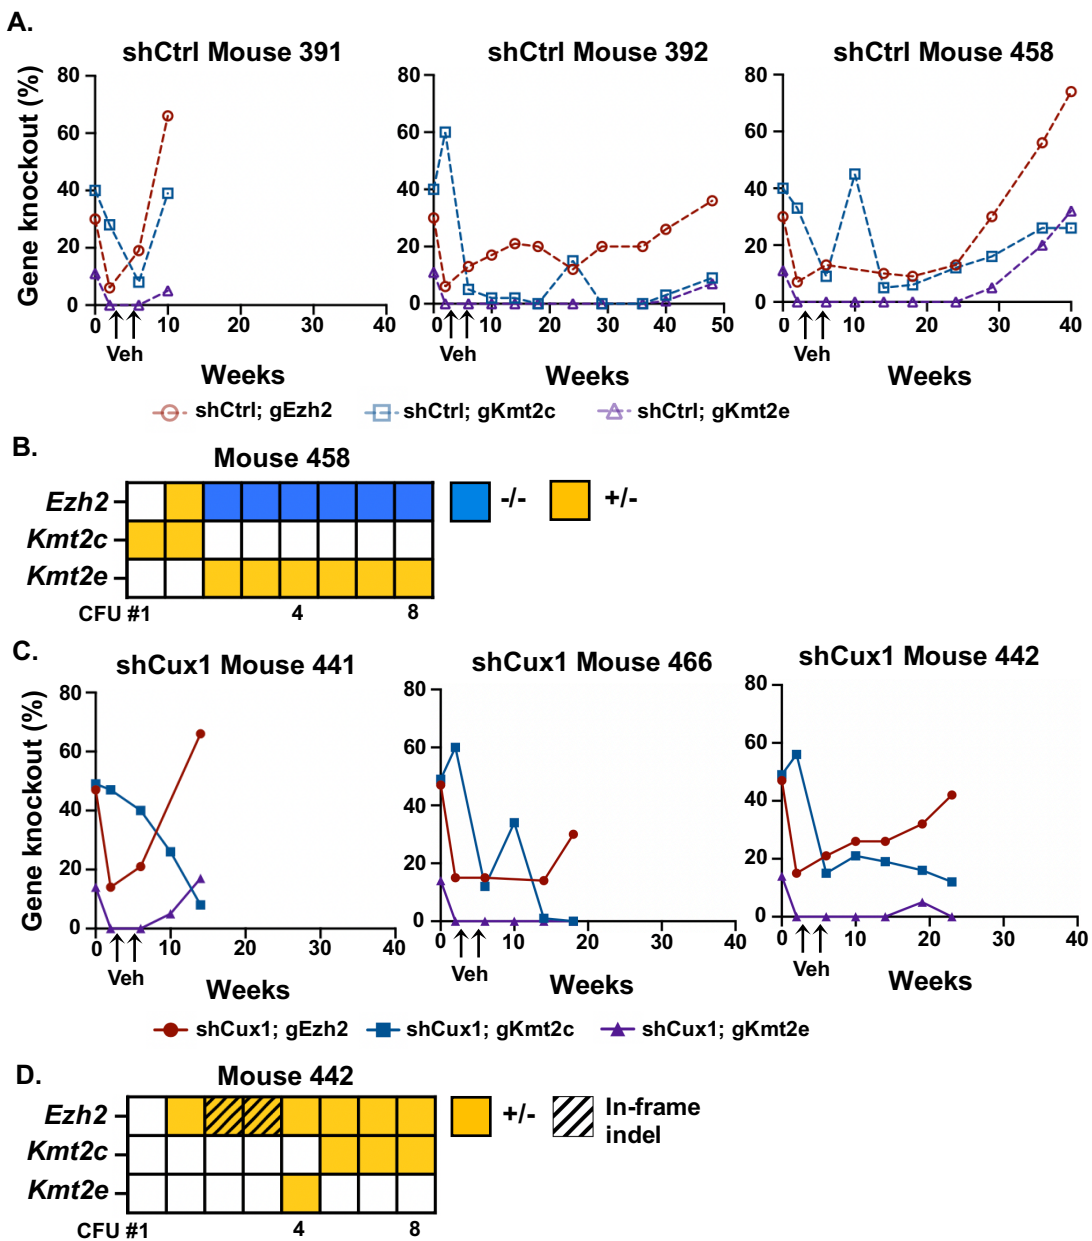 A.
shCtrl Mouse 391
shCtrl Mouse 392
shCtrl Mouse 458
Gene knockout (%)
80
60
40
20
0
0 10 20 30 40
Veh
Weeks
80
60
40
20
0
0 10 20 30 40 50
Veh
Weeks
80
60
40
20
0
0 10 20 30 40
Veh
Weeks
shCtrl; gEzh2
shCtrl; gKmt2c
shCtrl; gKmt2e
B.
Mouse 458
Ezh2
Kmt2c
Kmt2e
CFU #1 4 8
-/-
+/-
C.
shCux1 Mouse 441
shCux1 Mouse 466
shCux1 Mouse 442
Gene knockout (%)
80
60
40
20
0
0 10 20 30 40
Veh
Weeks
80
60
40
20
0
0 10 20 30 40
Veh
Weeks
80
60
40
20
0
0 10 20 30 40
Veh
Weeks
shCux1; gEzh2
shCux1; gKmt2c
shCux1; gKmt2e
D.
Mouse 442
Ezh2
Kmt2c
Kmt2e
CFU #1 4 8
+/-
In-frame
indel